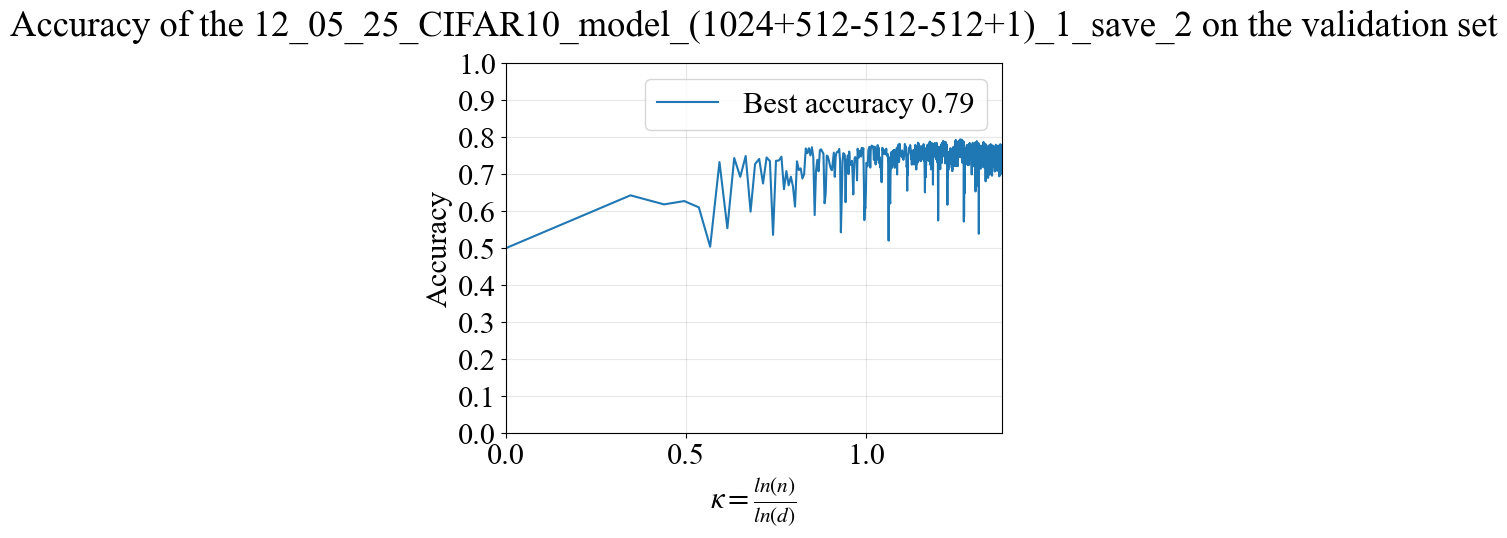 Accuracy of the 12_05_25_CIFAR10_model_(1024+512-512-512+1)_1_save_2 on the validation set
1.0
Best accuracy 0.79
0.9
0.8
0.7
0.6
Accuracy
0.5
0.4
0.3
0.2
0.1
0.0
0.0 0.5 1.0
κ = ln(n) / ln(d)